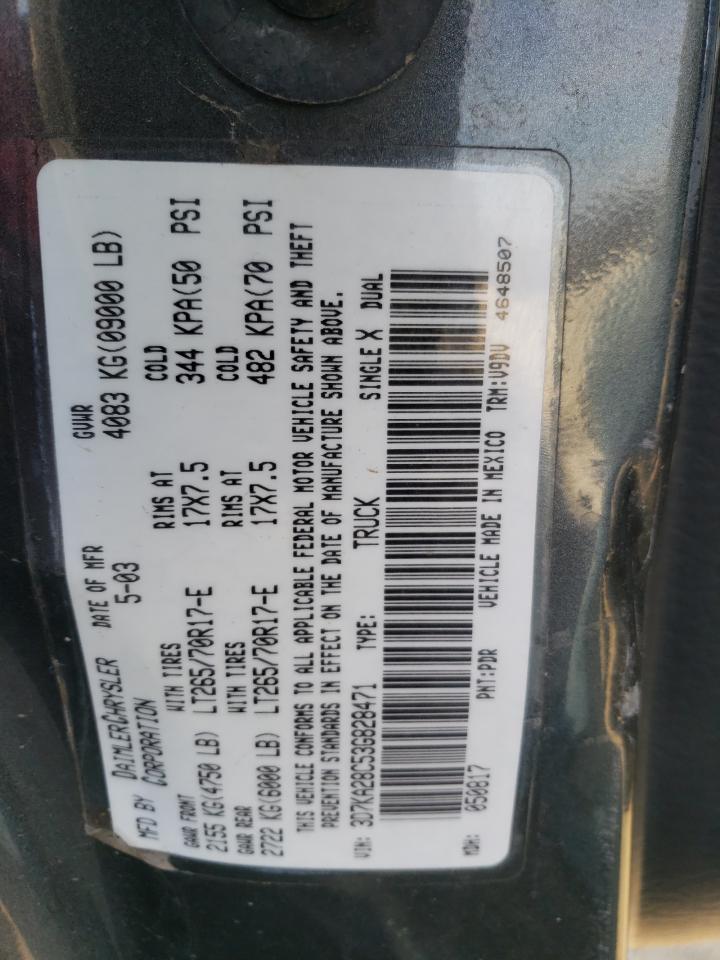 MFD BY DAIMLERCHRYSLER CORPORATION DATE OF MFR 5-03 GVWR 4083 KG(09000 LB)
GAWR FRONT WITH TIRES RIMS AT COLD
2155 KG(4750 LB) LT265/70R17-E 17X7.5 344 KPA(50 PSI
GAWR REAR WITH TIRES RIMS AT COLD
2722 KG(6000 LB) LT265/70R17-E 17X7.5 482 KPA(70 PSI
THIS VEHICLE CONFORMS TO ALL APPLICABLE FEDERAL MOTOR VEHICLE SAFETY AND THEFT
PREVENTION STANDARDS IN EFFECT ON THE DATE OF MANUFACTURE SHOWN ABOVE.
VIN: 3D7KA28C53G828471 TYPE: TRUCK SINGLE X DUAL
MDH: 050817 PNT:PDR VEHICLE MADE IN MEXICO TRM:V9DV 4648507